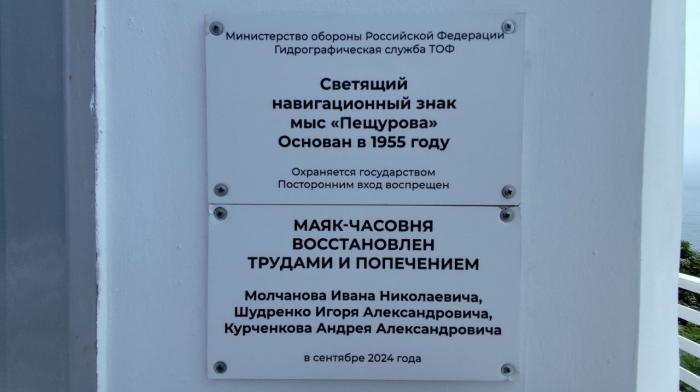 Министерство обороны Российской Федерации
Гидрографическая служба ТОФ
Светящий
навигационный знак
мыс «Пещурова»
Основан в 1955 году
Охраняется государством
Посторонним вход воспрещен
МАЯК-ЧАСОВНЯ
ВОССТАНОВЛЕН
ТРУДАМИ И ПОПЕЧЕНИЕМ
Молчанова Ивана Николаевича,
Шудренко Игоря Александровича,
Курченкова Андрея Александровича
в сентябре 2024 года